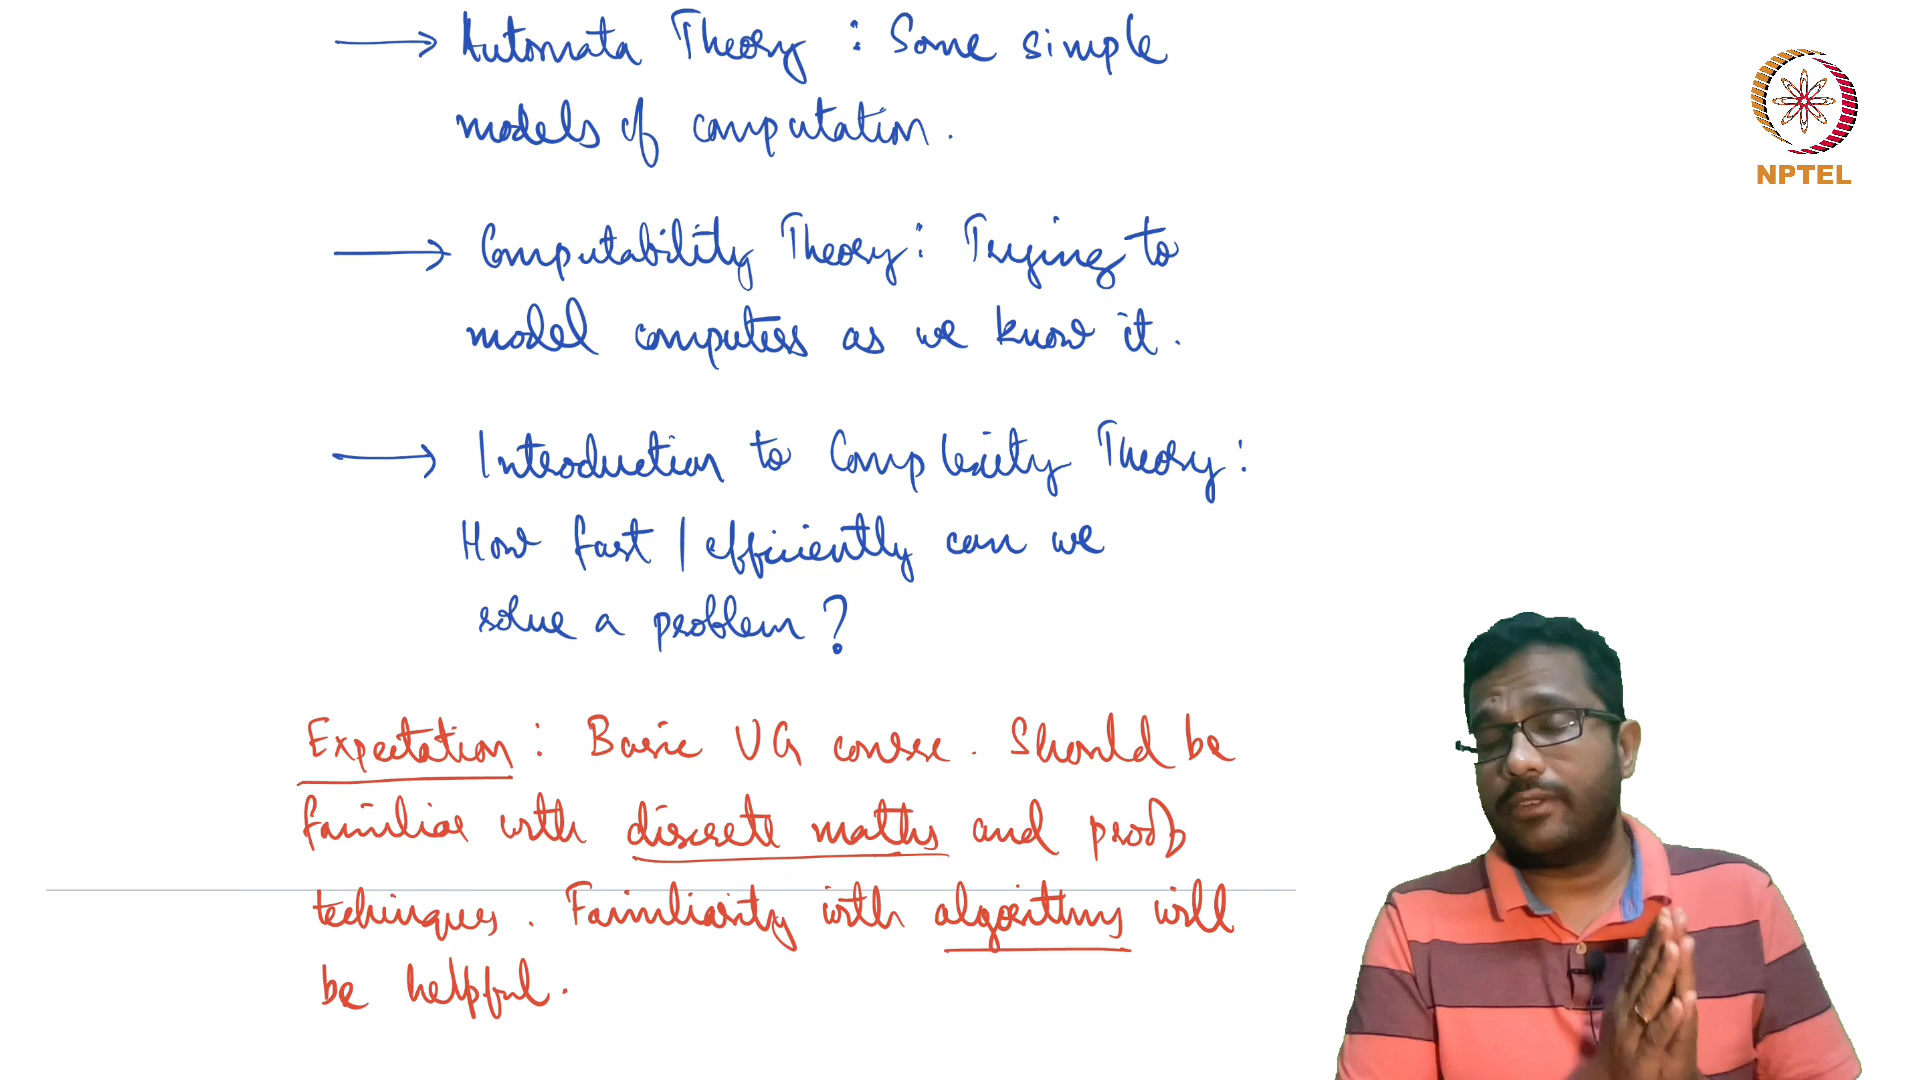 → Automata Theory : Some simple
models of computation.
→ Computability Theory : Trying to
model computers as we know it.
→ Introduction to Complexity Theory :
How fast / efficiently can we
solve a problem ?
Expectation : Basic UG course. Should be
familiar with discrete maths and proof
techniques. Familiarity with algorithms will
be helpful.
NPTEL